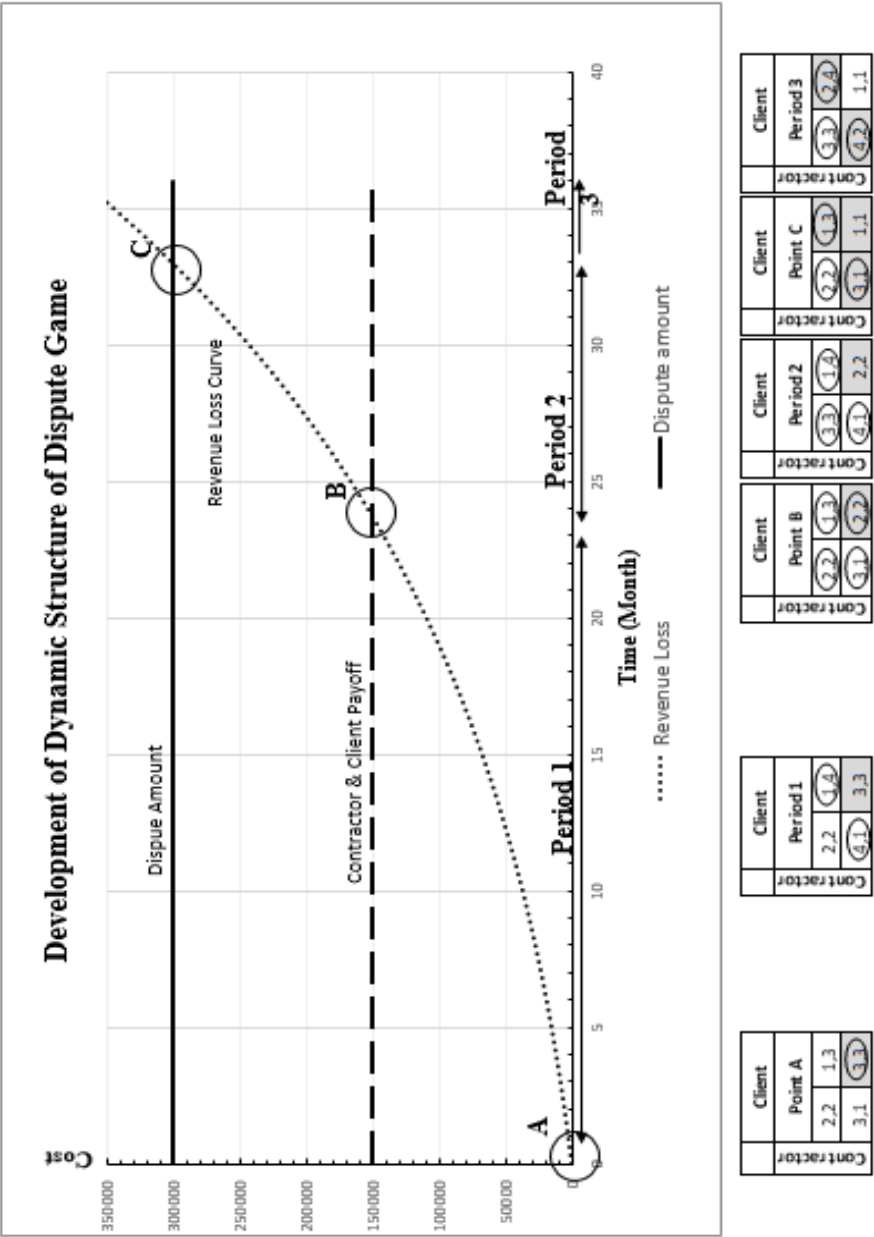 Development of Dynamic Structure of Dispute Game
Cost
350000
300000
250000
200000
150000
100000
50000
0
Dispue Amount
Contractor & Client Payoff
Revenue Loss Curve
A
B
C
Period 1
Period 2
Period
3
0 5 10 15 20 25 30 35 40
Time (Month)
Revenue Loss
Dispute amount
Client
Contractor
Point A
2,2 1,3
3,1 3,3
Client
Contractor
Period 1
2,2 1,4
4,1 3,3
Client
Contractor
Point B
2,2 1,3
3,1 2,2
Client
Contractor
Period 2
3,3 1,4
4,1 2,2
Client
Contractor
Point C
2,2 1,3
3,1 1,1
Client
Contractor
Period 3
3,3 2,4
4,2 1,1